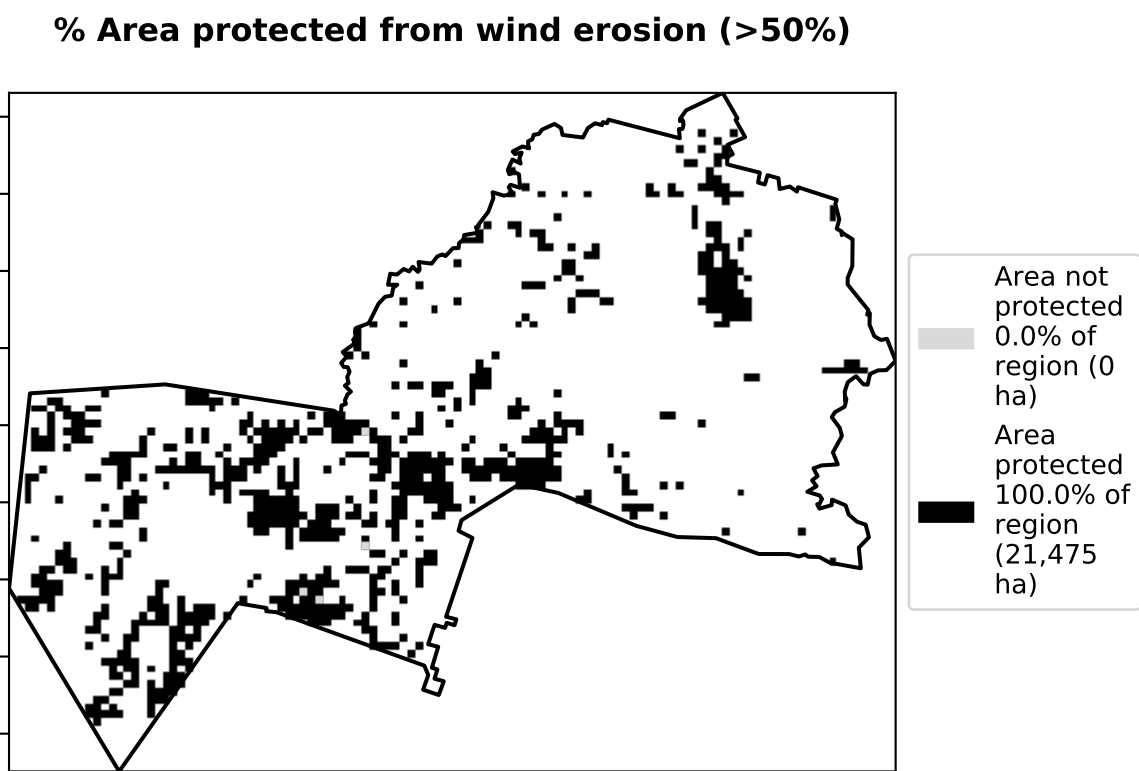 % Area protected from wind erosion (>50%)
Area not
protected
0.0% of
region (0
ha)
Area
protected
100.0% of
region
(21,475
ha)